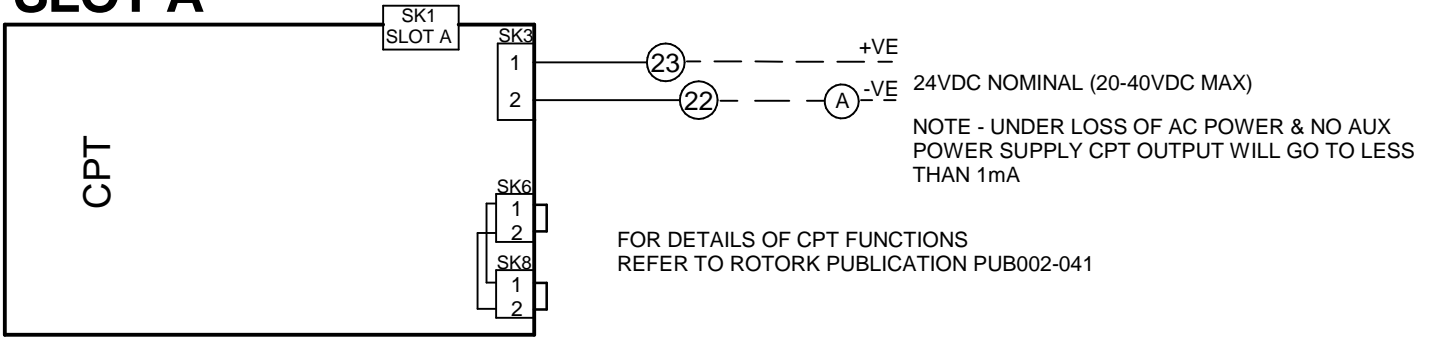 SLOT A
SK1
SLOT A
SK3
1
23
+VE
2
22
A
-VE
24VDC NOMINAL (20-40VDC MAX)
NOTE - UNDER LOSS OF AC POWER & NO AUX
POWER SUPPLY CPT OUTPUT WILL GO TO LESS
THAN 1mA
CPT
SK6
1
2
SK8
1
2
FOR DETAILS OF CPT FUNCTIONS
REFER TO ROTORK PUBLICATION PUB002-041